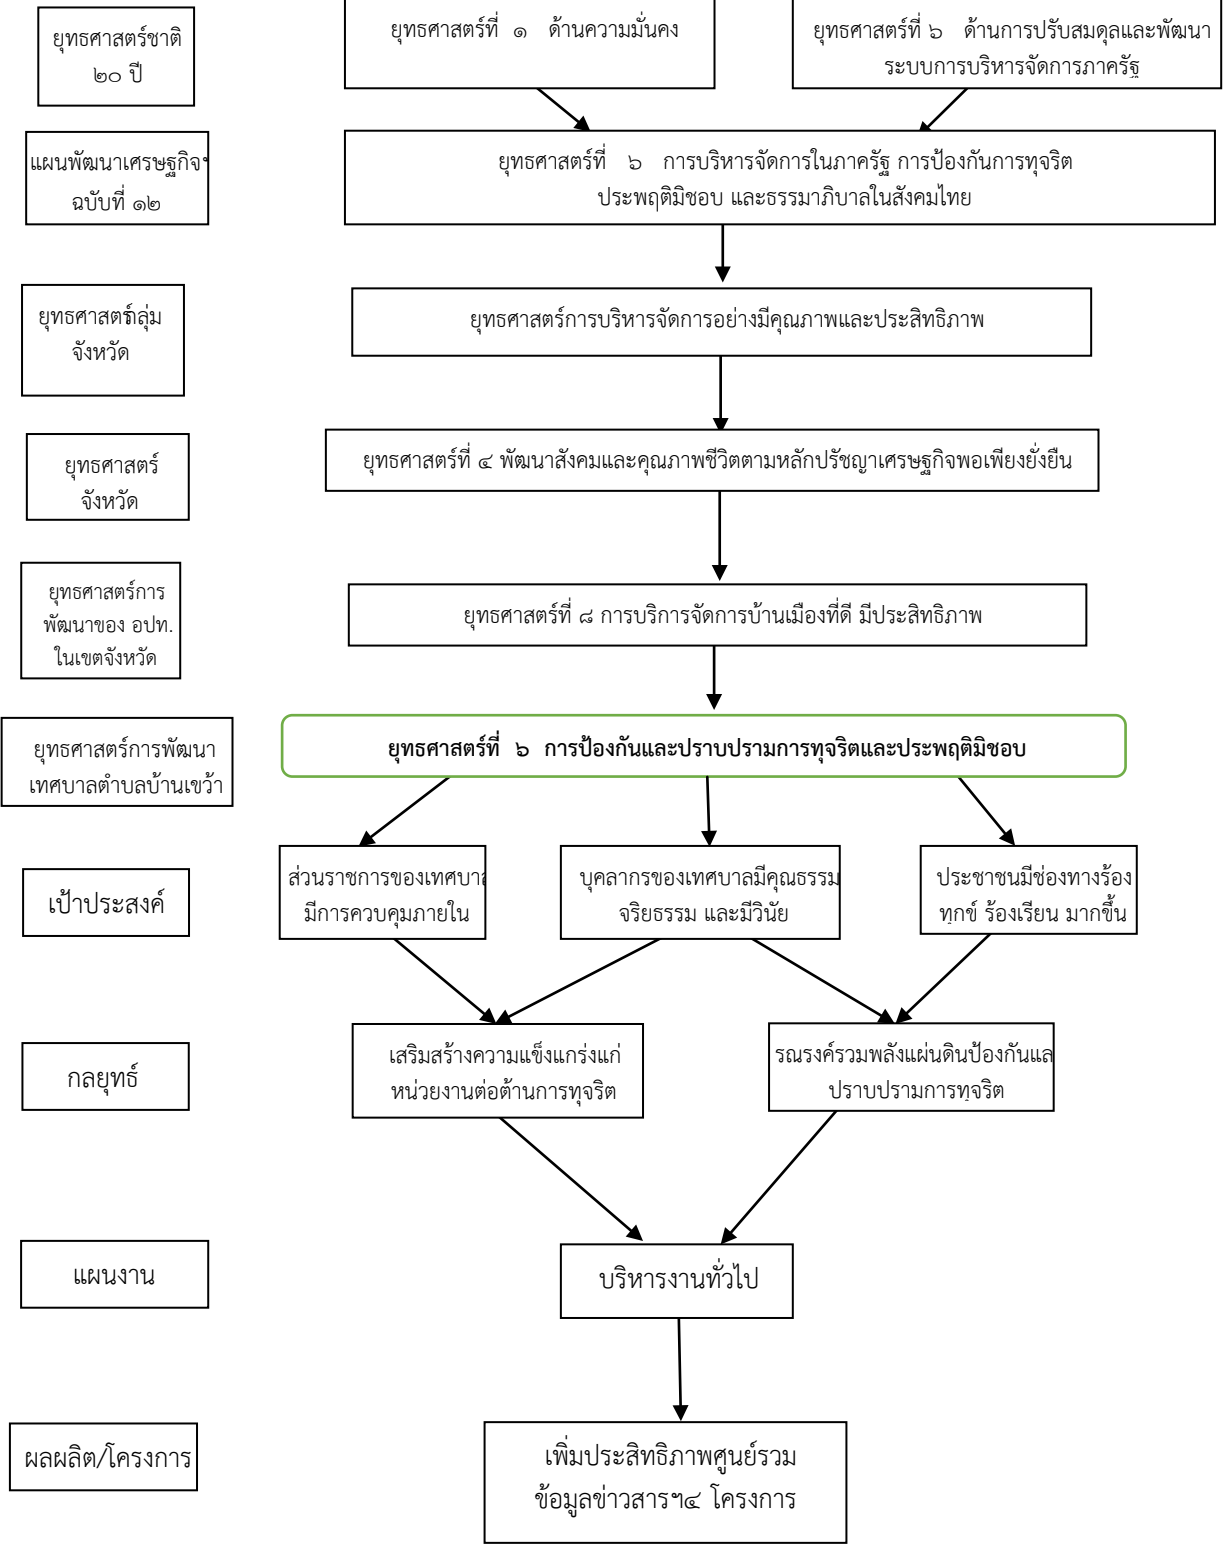 ยุทธศาสตร์ชาติ
๒๐ ปี
ยุทธศาสตร์ที่ ๑ ด้านความมั่นคง
ยุทธศาสตร์ที่ ๖ ด้านการปรับสมดุลและพัฒนา
ระบบการบริหารจัดการภาครัฐ
แผนพัฒนาเศรษฐกิจฯ
ฉบับที่ ๑๒
ยุทธศาสตร์ที่ ๖ การบริหารจัดการในภาครัฐ การป้องกันการทุจริต
ประพฤติมิชอบ และธรรมาภิบาลในสังคมไทย
ยุทธศาสตร์กลุ่ม
จังหวัด
ยุทธศาสตร์การบริหารจัดการอย่างมีคุณภาพและประสิทธิภาพ
ยุทธศาสตร์
จังหวัด
ยุทธศาสตร์ที่ ๔ พัฒนาสังคมและคุณภาพชีวิตตามหลักปรัชญาเศรษฐกิจพอเพียงยั่งยืน
ยุทธศาสตร์การ
พัฒนาของ อปท.
ในเขตจังหวัด
ยุทธศาสตร์ที่ ๘ การบริการจัดการบ้านเมืองที่ดี มีประสิทธิภาพ
ยุทธศาสตร์การพัฒนา
เทศบาลตำบลบ้านเขว้า
ยุทธศาสตร์ที่ ๖ การป้องกันและปราบปรามการทุจริตและประพฤติมิชอบ
เป้าประสงค์
ส่วนราชการของเทศบาล
มีการควบคุมภายใน
บุคลากรของเทศบาลมีคุณธรรม
จริยธรรม และมีวินัย
ประชาชนมีช่องทางร้อง
ทุกข์ ร้องเรียน มากขึ้น
กลยุทธ์
เสริมสร้างความแข็งแกร่งแก่
หน่วยงานต่อต้านการทุจริต
รณรงค์รวมพลังแผ่นดินป้องกันแล
ปราบปรามการทุจริต
แผนงาน
บริหารงานทั่วไป
ผลผลิต/โครงการ
เพิ่มประสิทธิภาพศูนย์รวม
ข้อมูลข่าวสารฯ๔ โครงการ